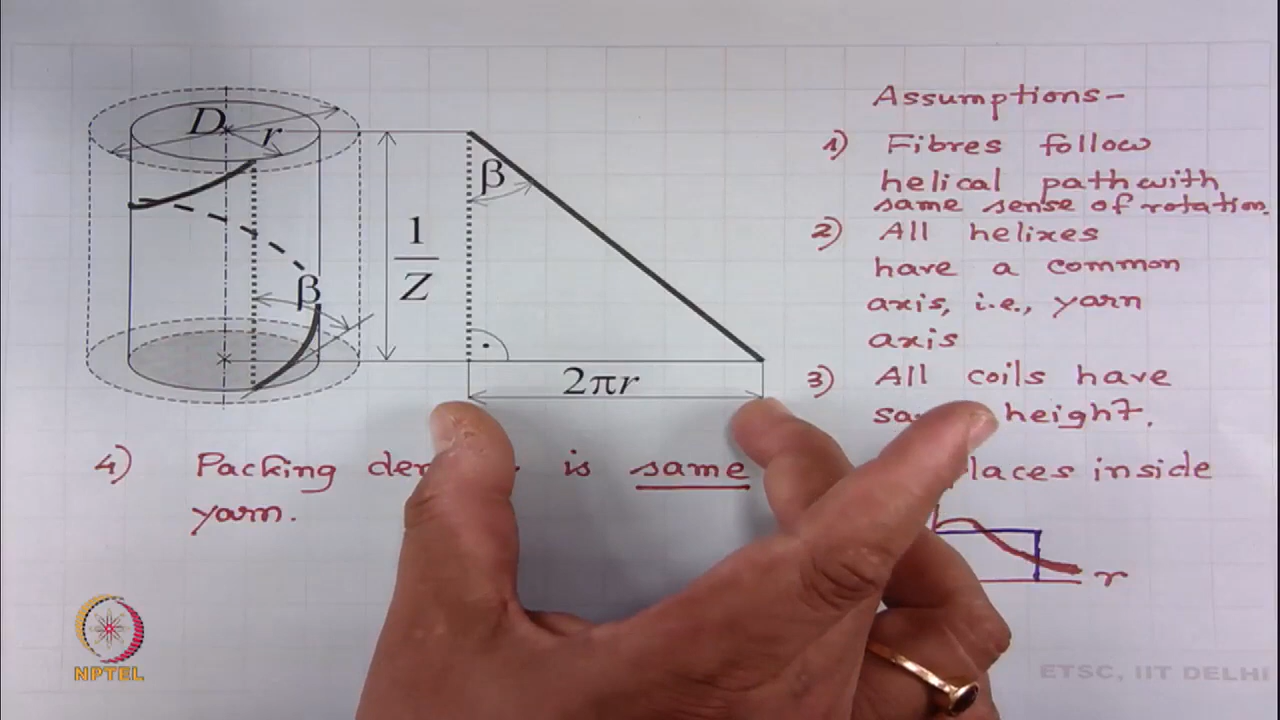 D
r
β
1
Z
β
2πr
Assumptions-
1) Fibres follow
helical path with
same sense of rotation.
2) All helixes
have a common
axis, i.e., yarn
axis
3) All coils have
height.
4) Packing is same places inside
yarn.
r
NPTEL
ETSC, IIT DELHI